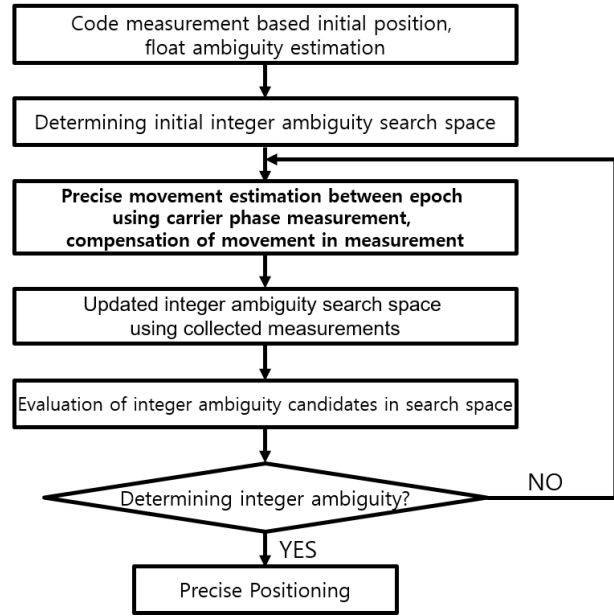 Code measurement based initial position,
float ambiguity estimation
Determining initial integer ambiguity search space
Precise movement estimation between epoch
using carrier phase measurement,
compensation of movement in measurement
Updated integer ambiguity search space
using collected measurements
Evaluation of integer ambiguity candidates in search space
Determining integer ambiguity?
NO
YES
Precise Positioning